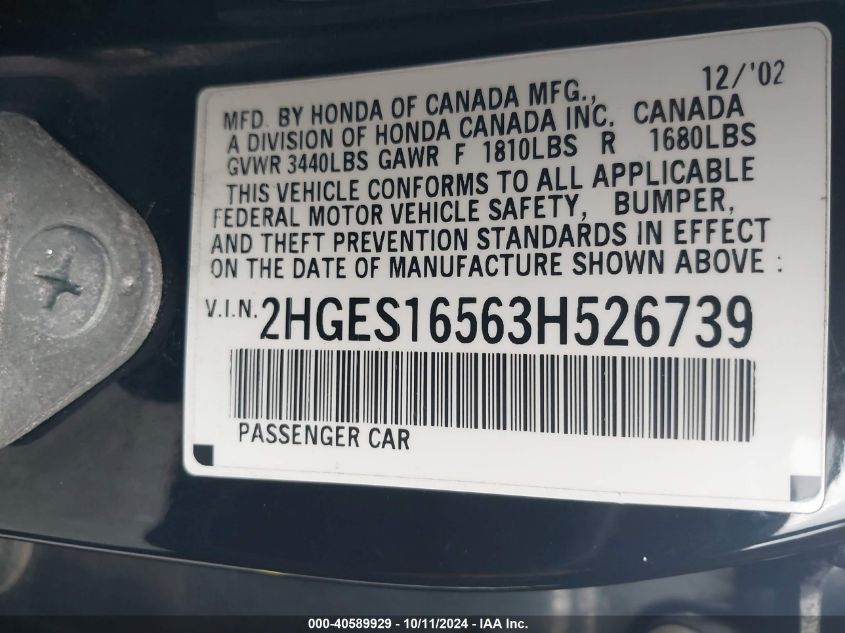 12/'02
MFD. BY HONDA OF CANADA MFG.,
A DIVISION OF HONDA CANADA INC. CANADA
GVWR 3440LBS GAWR F 1810LBS R 1680LBS
THIS VEHICLE CONFORMS TO ALL APPLICABLE
FEDERAL MOTOR VEHICLE SAFETY, BUMPER,
AND THEFT PREVENTION STANDARDS IN EFFECT
ON THE DATE OF MANUFACTURE SHOWN ABOVE :
V.I.N. 2HGES16563H526739
PASSENGER CAR
000-40589929 - 10/11/2024 - IAA Inc.